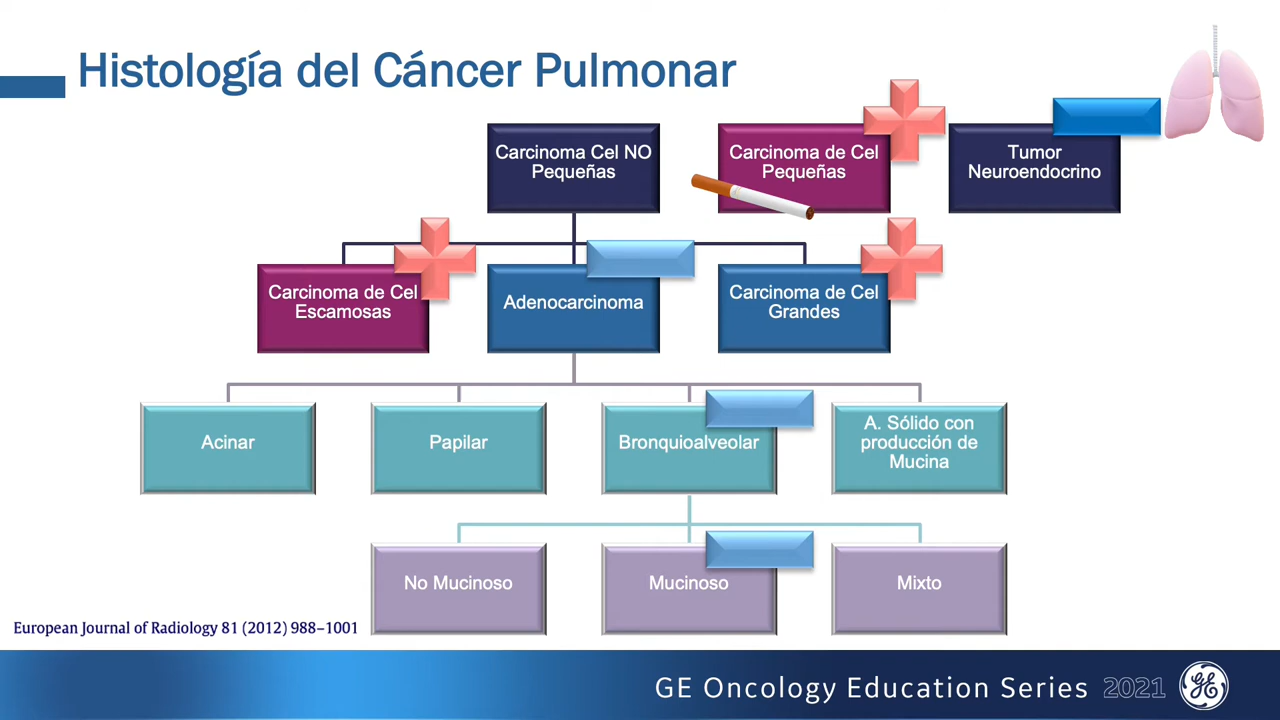 Histología del Cáncer Pulmonar
Carcinoma Cel NO
Pequeñas
Carcinoma de Cel
Pequeñas
Tumor
Neuroendocrino
Carcinoma de Cel
Escamosas
Adenocarcinoma
Carcinoma de Cel
Grandes
Acinar
Papilar
Bronquioalveolar
A. Sólido con
producción de
Mucina
No Mucinoso
Mucinoso
Mixto
European Journal of Radiology 81 (2012) 988–1001
GE Oncology Education Series 2021
GE